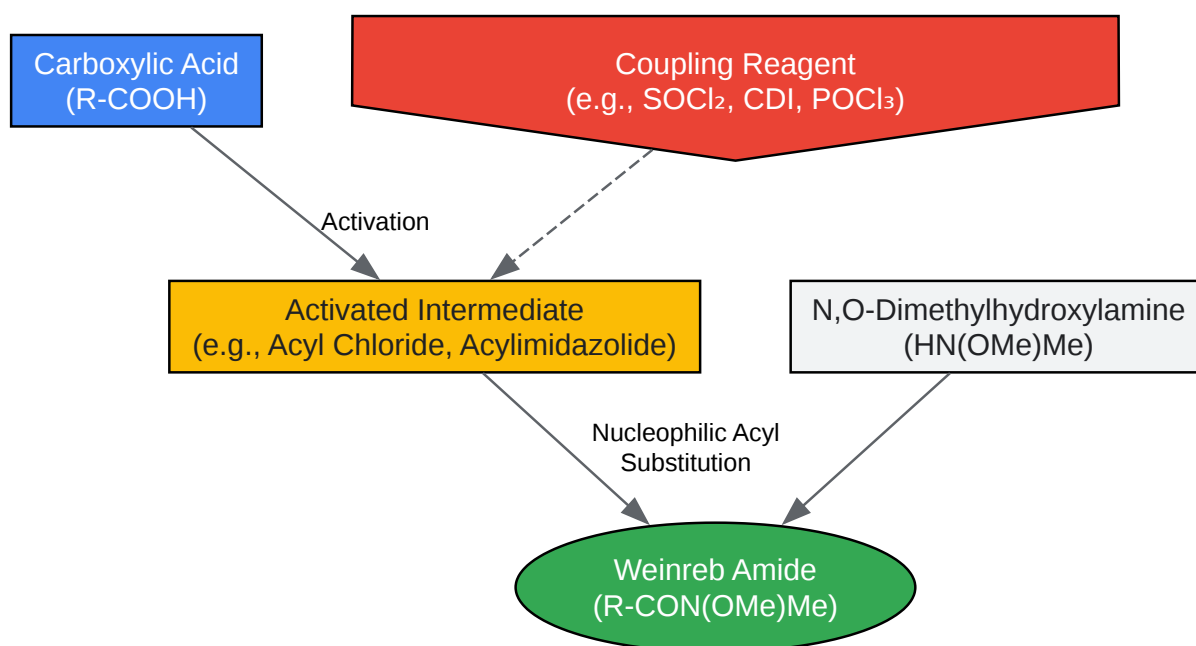 Carboxylic Acid
(R-COOH)
Coupling Reagent
(e.g., SOCl₂, CDI, POCl₃)
Activation
Activated Intermediate
(e.g., Acyl Chloride, Acylimidazolide)
N,O-Dimethylhydroxylamine
(HN(OMe)Me)
Nucleophilic Acyl
Substitution
Weinreb Amide
(R-CON(OMe)Me)